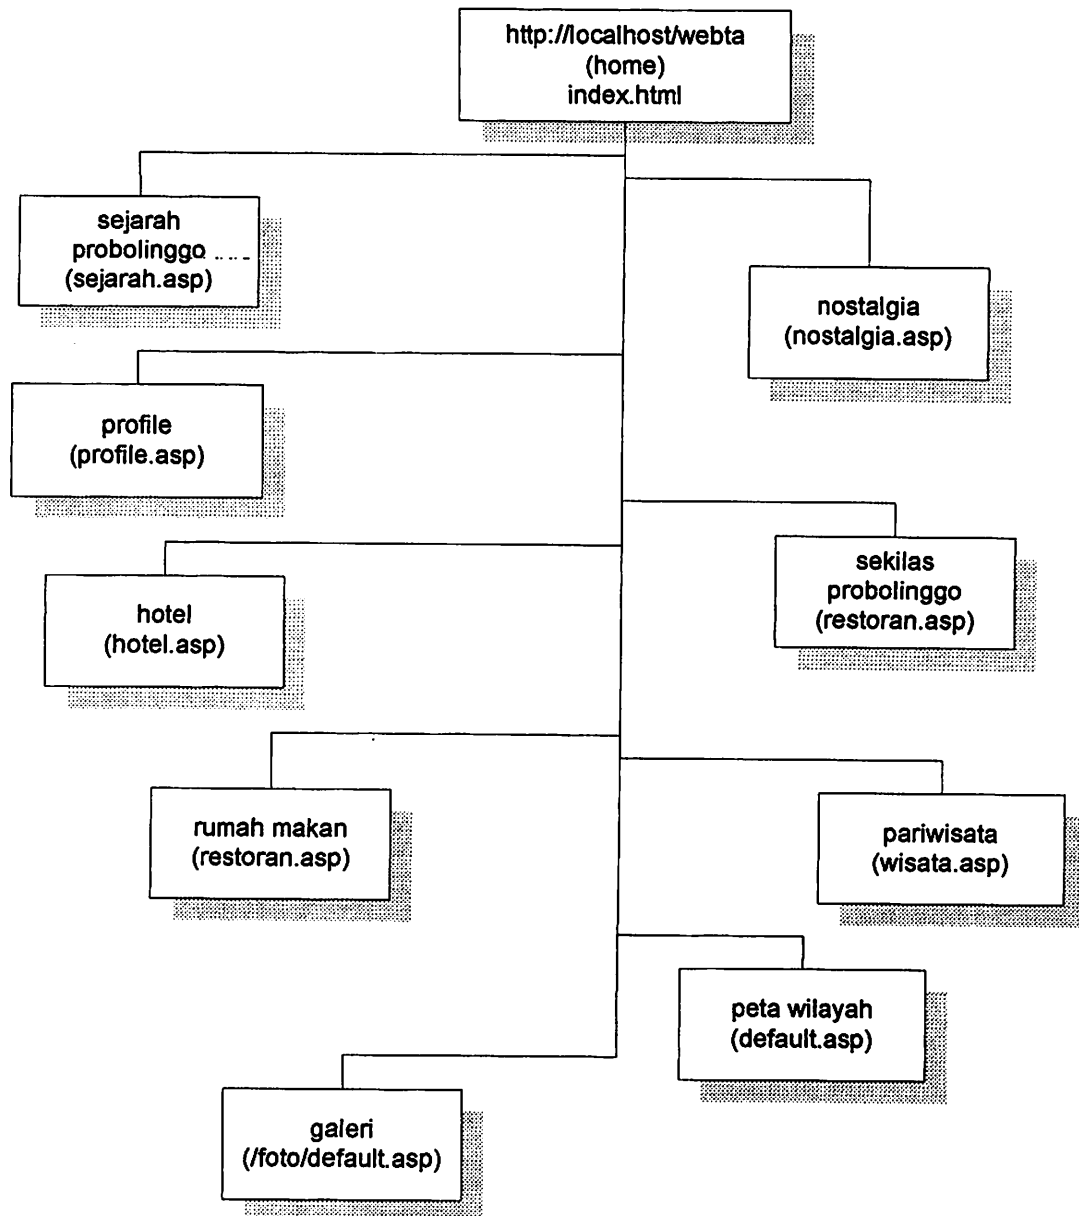 http://localhost/webta
(home)
index.html
sejarah
probolinggo
(sejarah.asp)
nostalgia
(nostalgia.asp)
profile
(profile.asp)
sekilas
probolinggo
(restoran.asp)
hotel
(hotel.asp)
rumah makan
(restoran.asp)
pariwisata
(wisata.asp)
peta wilayah
(default.asp)
galeri
(/foto/default.asp)